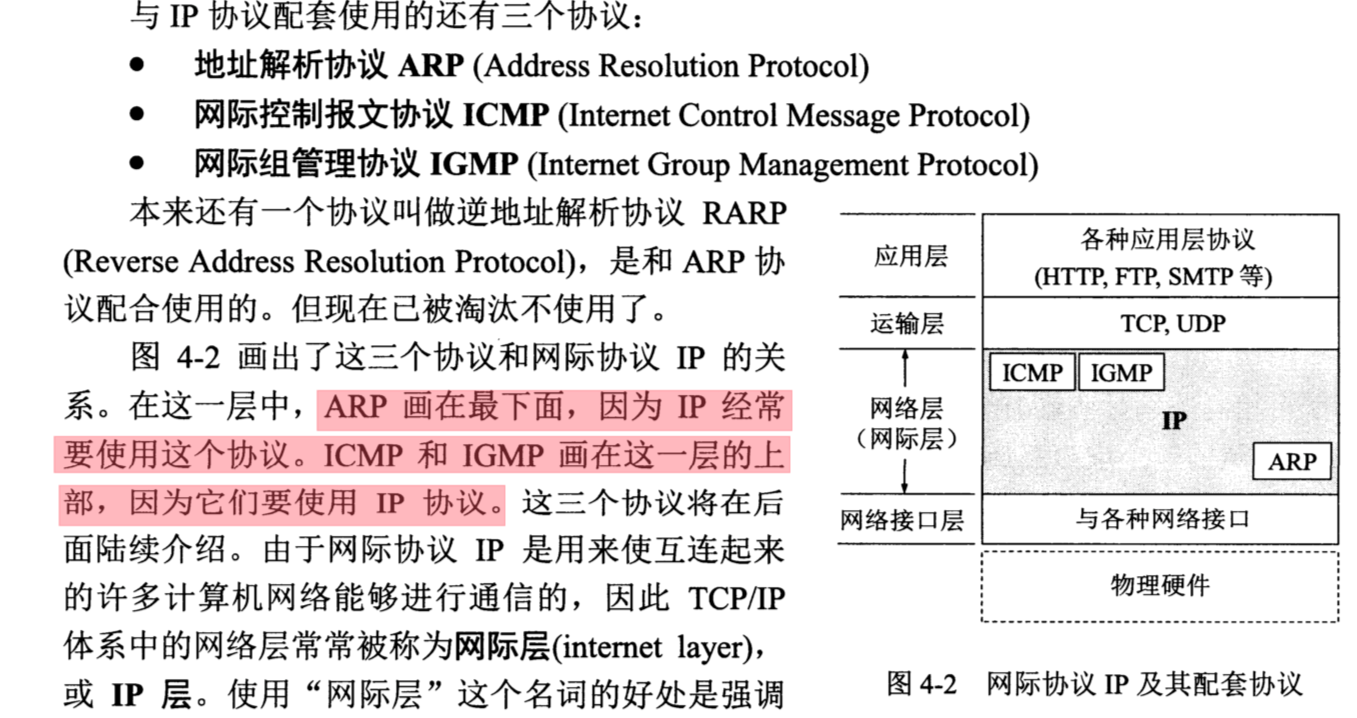 与 IP 协议配套使用的还有三个协议：
● 地址解析协议 ARP (Address Resolution Protocol)
● 网际控制报文协议 ICMP (Internet Control Message Protocol)
● 网际组管理协议 IGMP (Internet Group Management Protocol)
本来还有一个协议叫做逆地址解析协议 RARP
(Reverse Address Resolution Protocol)，是和 ARP 协
议配合使用的。但现在已被淘汰不使用了。
图 4-2 画出了这三个协议和网际协议 IP 的关
系。在这一层中，ARP 画在最下面，因为 IP 经常
要使用这个协议。ICMP 和 IGMP 画在这一层的上
部，因为它们要使用 IP 协议。这三个协议将在后
面陆续介绍。由于网际协议 IP 是用来使互连起来
的许多计算机网络能够进行通信的，因此 TCP/IP
体系中的网络层常常被称为网际层(internet layer)，
或 IP 层。使用“网际层”这个名词的好处是强调
应用层
各种应用层协议
(HTTP, FTP, SMTP 等)
运输层
TCP, UDP
网络层
（网际层）
ICMP
IGMP
IP
ARP
网络接口层
与各种网络接口
物理硬件
图 4-2 网际协议 IP 及其配套协议